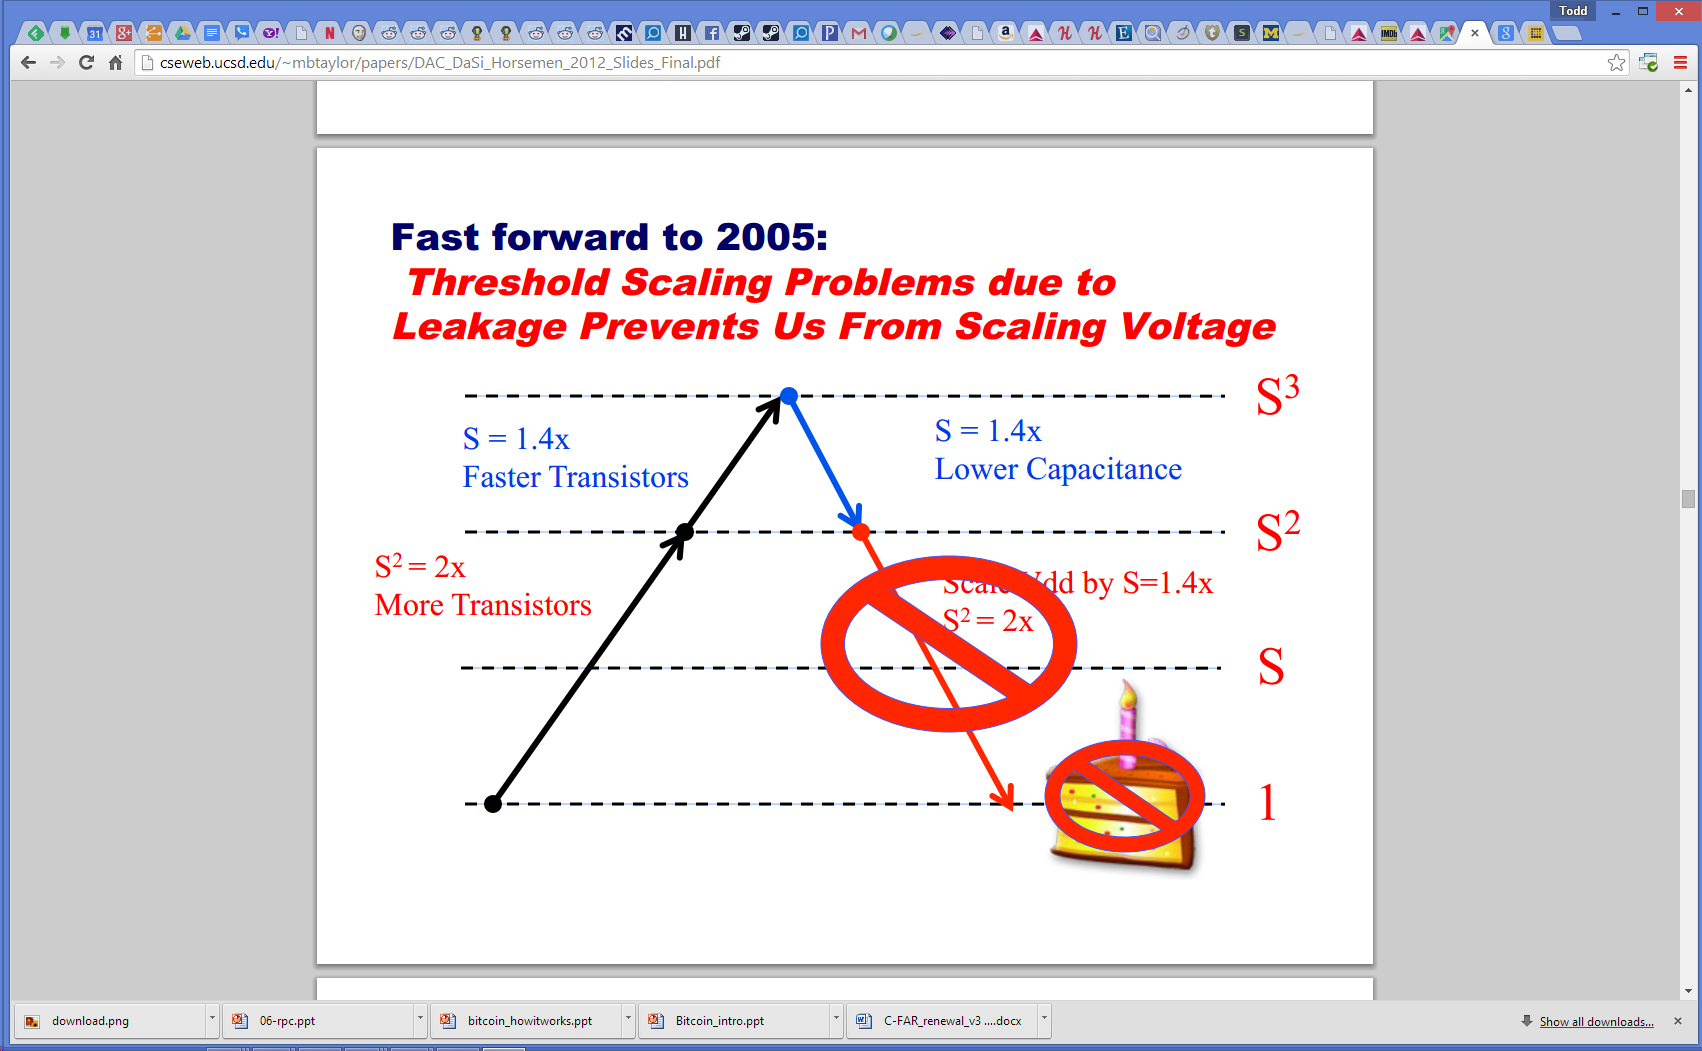 Todd
cseweb.ucsd.edu/~mbtaylor/papers/DAC_DaSi_Horsemen_2012_Slides_Final.pdf
Fast forward to 2005:
Threshold Scaling Problems due to
Leakage Prevents Us From Scaling Voltage
S³
S = 1.4x
Faster Transistors
S = 1.4x
Lower Capacitance
S²
S² = 2x
More Transistors
Scale Vdd by S=1.4x
S² = 2x
S
1
download.png
06-rpc.ppt
bitcoin_howitworks.ppt
Bitcoin_intro.ppt
C-FAR_renewal_v3 ....docx
Show all downloads...